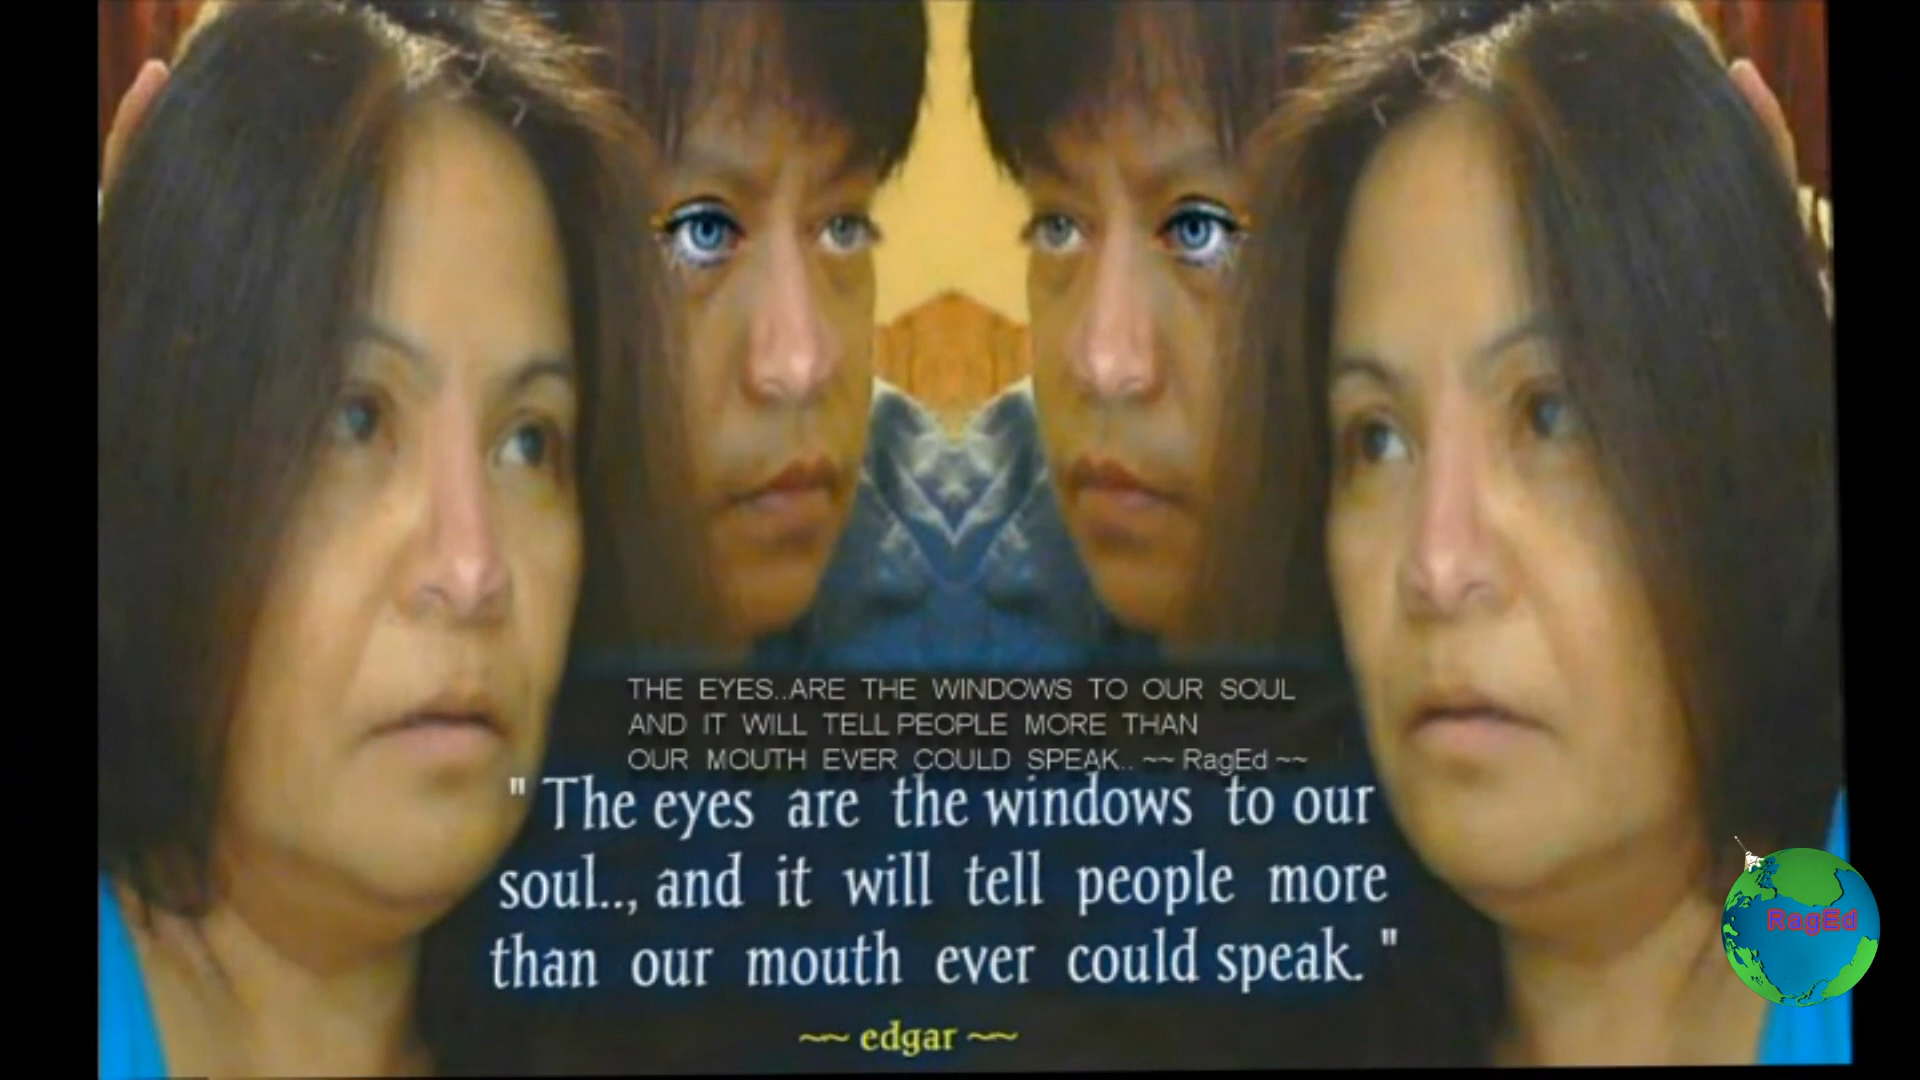 THE EYES..ARE THE WINDOWS TO OUR SOUL
AND IT WILL TELL PEOPLE MORE THAN
OUR MOUTH EVER COULD SPEAK.. ~~ RagEd ~~
" The eyes are the windows to our
soul.., and it will tell people more
than our mouth ever could speak. "
~~ edgar ~~
RagEd